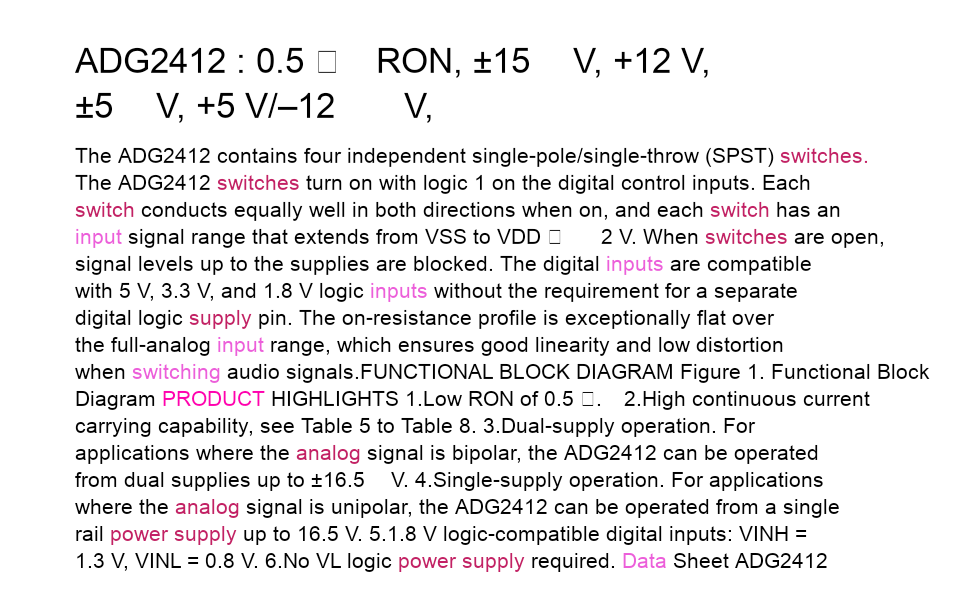 ADG2412 : 0.5 □ RON, ±15 V, +12 V,
±5 V, +5 V/–12 V,
The ADG2412 contains four independent single-pole/single-throw (SPST) switches.
The ADG2412 switches turn on with logic 1 on the digital control inputs. Each
switch conducts equally well in both directions when on, and each switch has an
input signal range that extends from VSS to VDD □ 2 V. When switches are open,
signal levels up to the supplies are blocked. The digital inputs are compatible
with 5 V, 3.3 V, and 1.8 V logic inputs without the requirement for a separate
digital logic supply pin. The on-resistance profile is exceptionally flat over
the full-analog input range, which ensures good linearity and low distortion
when switching audio signals.FUNCTIONAL BLOCK DIAGRAM Figure 1. Functional Block
Diagram PRODUCT HIGHLIGHTS 1.Low RON of 0.5 □. 2.High continuous current
carrying capability, see Table 5 to Table 8. 3.Dual-supply operation. For
applications where the analog signal is bipolar, the ADG2412 can be operated
from dual supplies up to ±16.5 V. 4.Single-supply operation. For applications
where the analog signal is unipolar, the ADG2412 can be operated from a single
rail power supply up to 16.5 V. 5.1.8 V logic-compatible digital inputs: VINH =
1.3 V, VINL = 0.8 V. 6.No VL logic power supply required. Data Sheet ADG2412